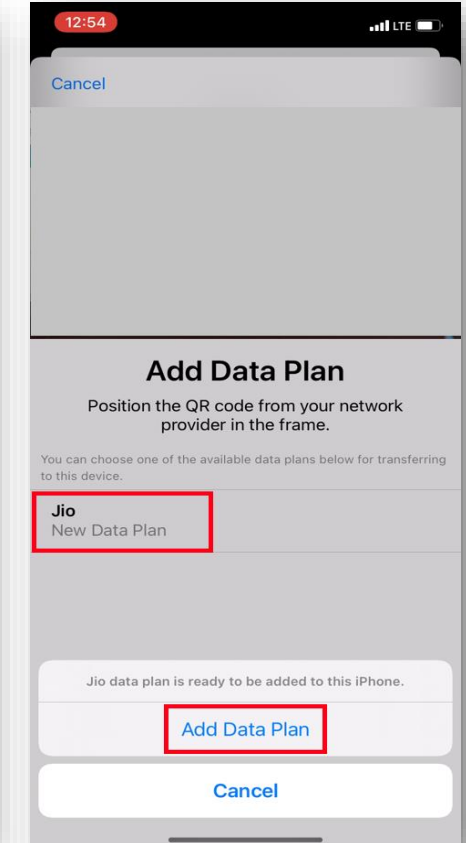 12:54
LTE
Cancel
Add Data Plan
Position the QR code from your network
provider in the frame.
You can choose one of the available data plans below for transferring
to this device.
Jio
New Data Plan
Jio data plan is ready to be added to this iPhone.
Add Data Plan
Cancel